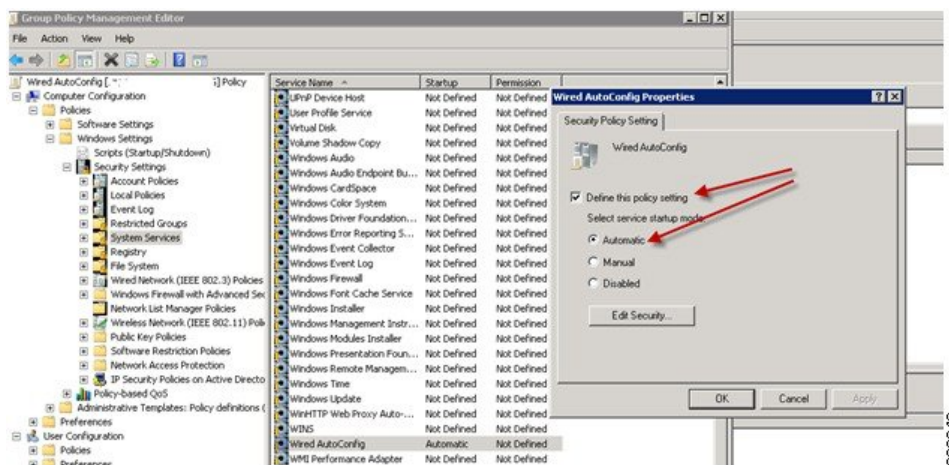 Group Policy Management Editor
File Action View Help
Wired AutoConfig [
] Policy
Computer Configuration
Policies
Software Settings
Windows Settings
Scripts (Startup/Shutdown)
Security Settings
Account Policies
Local Policies
Event Log
Restricted Groups
System Services
Registry
File System
Wired Network (IEEE 802.3) Policies
Windows Firewall with Advanced Sec
Network List Manager Policies
Wireless Network (IEEE 802.11) Poli
Public Key Policies
Software Restriction Policies
Network Access Protection
IP Security Policies on Active Directo
Policy-based QoS
Administrative Templates: Policy definitions (
Preferences
User Configuration
Policies
Preferences
Service Name Startup Permission
UPnP Device Host Not Defined Not Defined
User Profile Service Not Defined Not Defined
Virtual Disk Not Defined Not Defined
Volume Shadow Copy Not Defined Not Defined
Windows Audio Not Defined Not Defined
Windows Audio Endpoint Bu... Not Defined Not Defined
Windows CardSpace Not Defined Not Defined
Windows Color System Not Defined Not Defined
Windows Driver Foundation... Not Defined Not Defined
Windows Error Reporting S... Not Defined Not Defined
Windows Event Collector Not Defined Not Defined
Windows Event Log Not Defined Not Defined
Windows Firewall Not Defined Not Defined
Windows Font Cache Service Not Defined Not Defined
Windows Installer Not Defined Not Defined
Windows Management Instr... Not Defined Not Defined
Windows Modules Installer Not Defined Not Defined
Windows Presentation Foun... Not Defined Not Defined
Windows Remote Managem... Not Defined Not Defined
Windows Time Not Defined Not Defined
Windows Update Not Defined Not Defined
WinHTTP Web Proxy Auto-... Not Defined Not Defined
WINS Not Defined Not Defined
Wired AutoConfig Automatic Not Defined
WMI Performance Adapter Not Defined Not Defined
Wired AutoConfig Properties
Security Policy Setting
Wired AutoConfig
Define this policy setting
Select service startup mode:
Automatic
Manual
Disabled
Edit Security...
OK Cancel Apply